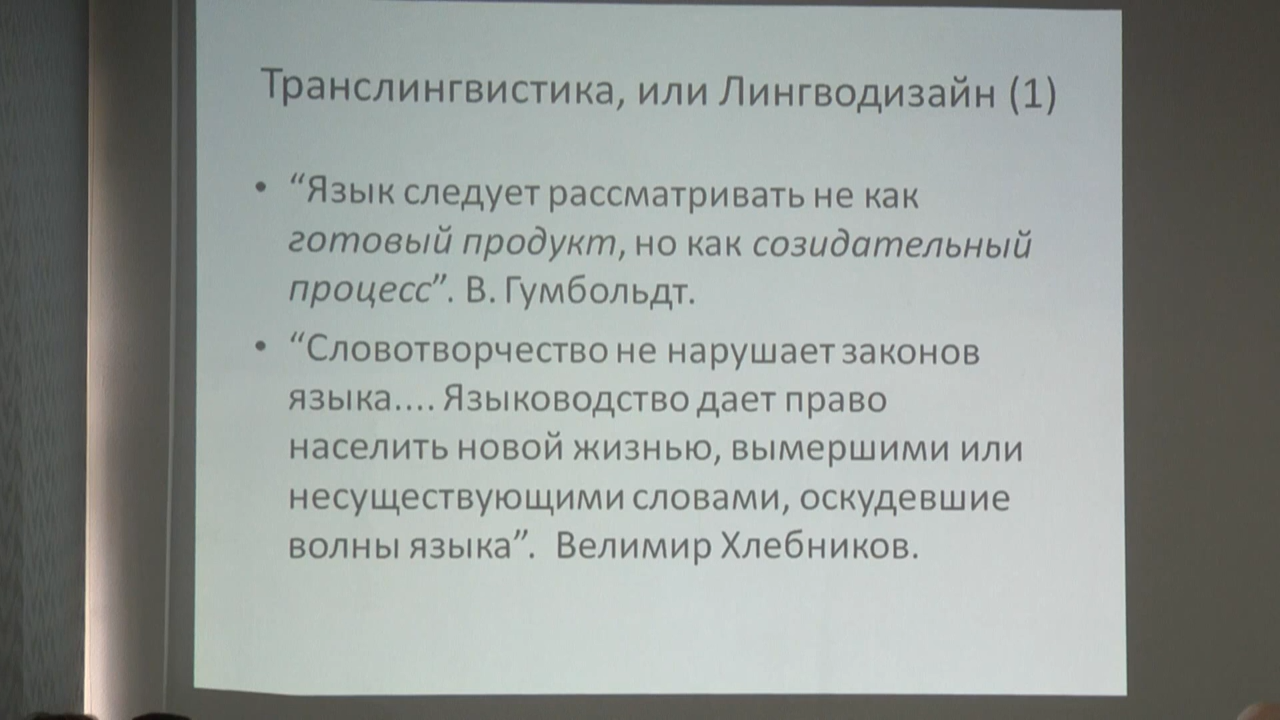 Транслингвистика, или Лингводизайн (1)
• “Язык следует рассматривать не как
готовый продукт, но как созидательный
процесс”. В. Гумбольдт.
• “Словотворчество не нарушает законов
языка.... Языководство дает право
населить новой жизнью, вымершими или
несуществующими словами, оскудевшие
волны языка”. Велимир Хлебников.